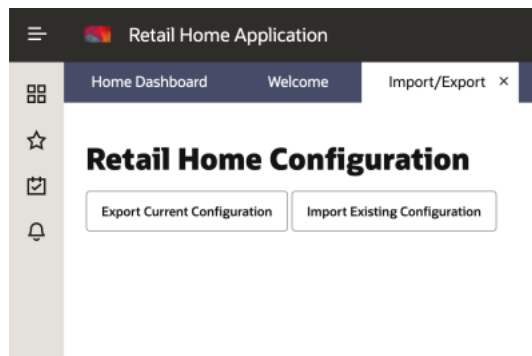 Retail Home Application
Home Dashboard Welcome Import/Export ×
Retail Home Configuration
Export Current Configuration Import Existing Configuration